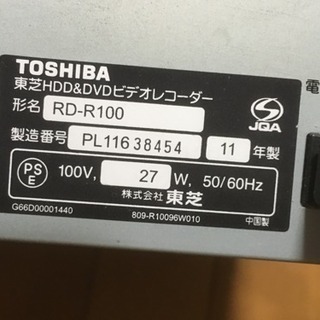 TOSHIBA
東芝HDD&DVDビデオレコーダー
形名 RD-R100
JQA
製造番号 PL11638454 11 年製
PS E 100V, 27 W, 50/60Hz
株式会社 東芝
G66D00001440 809-R10096W010 中国製
電